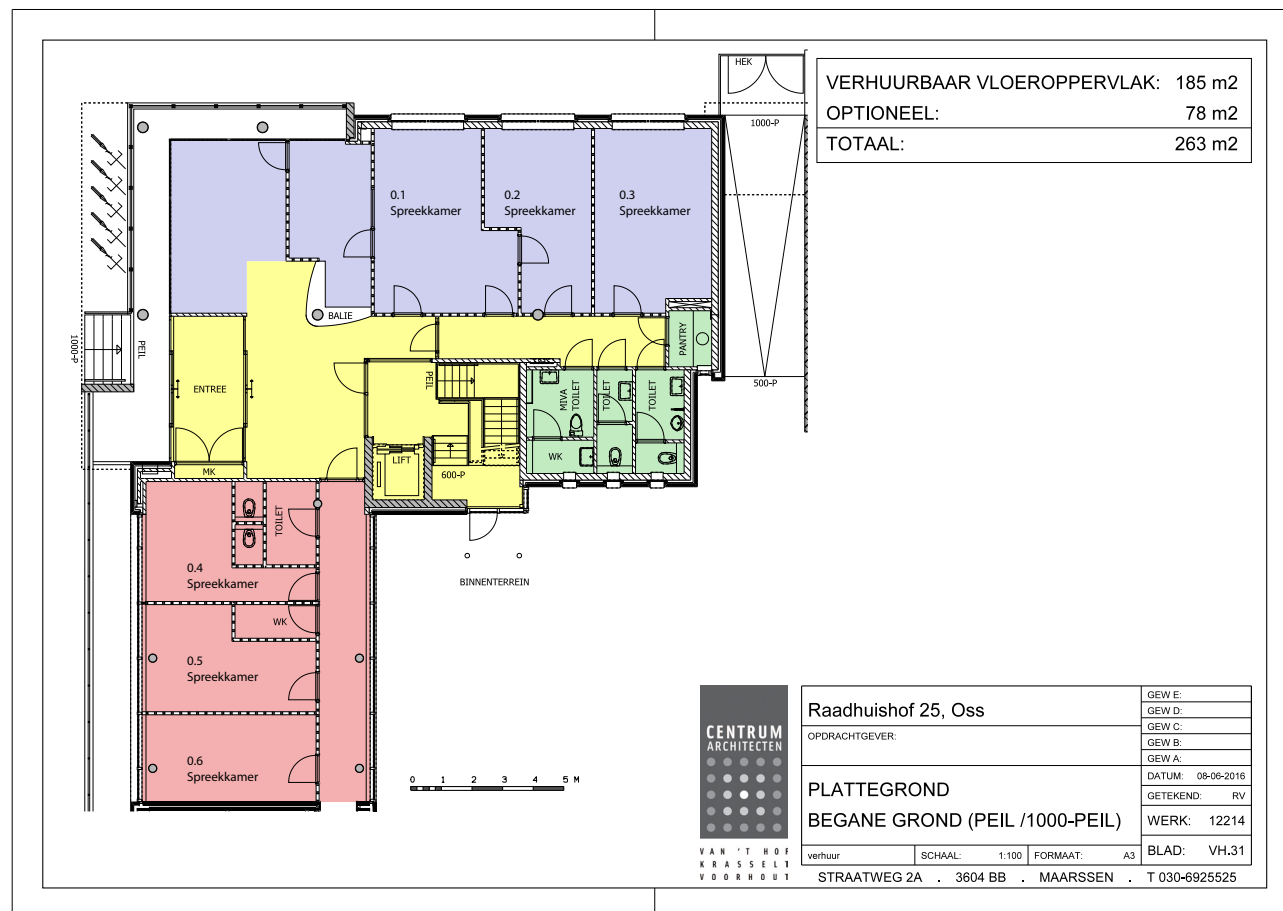 HEK
VERHUURBAAR VLOEROPPERVLAK: 185 m2
OPTIONEEL: 78 m2
TOTAAL: 263 m2
1000-P
0.1
Spreekkamer
0.2
Spreekkamer
0.3
Spreekkamer
BALIE
1000-P
PEIL
PANTRY
ENTREE
PEIL
500-P
MIVA
TOILET
TOILET
TOILET
MK
LIFT
WK
600-P
TOILET
0.4
Spreekkamer
BINNENTERREIN
WK
0.5
Spreekkamer
0.6
Spreekkamer
0 1 2 3 4 5 M
CENTRUM
ARCHITECTEN
VAN 'T HOF
KRASSELT
VOORHOUT
Raadhuishof 25, Oss
OPDRACHTGEVER:
PLATTEGROND
BEGANE GROND (PEIL /1000-PEIL)
verhuur SCHAAL: 1:100 FORMAAT: A3
GEW E:
GEW D:
GEW C:
GEW B:
GEW A:
DATUM: 08-06-2016
GETEKEND: RV
WERK: 12214
BLAD: VH.31
STRAATWEG 2A . 3604 BB . MAARSSEN . T 030-6925525